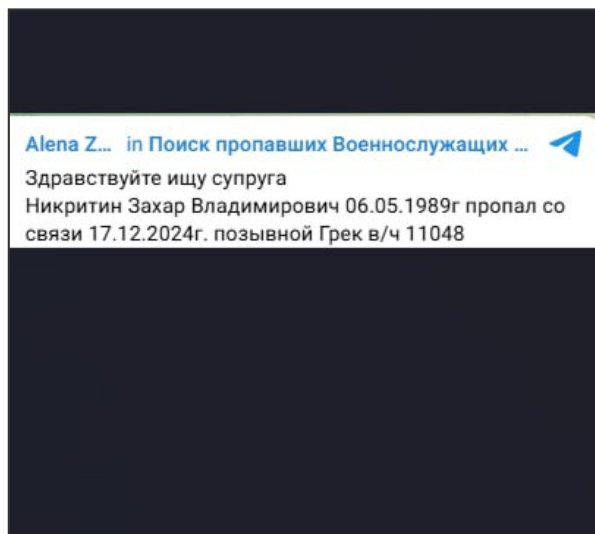 Alena Z... in Поиск пропавших Военнослужащих ...
Здравствуйте ищу супруга
Никритин Захар Владимирович 06.05.1989г пропал со
связи 17.12.2024г. позывной Грек в/ч 11048